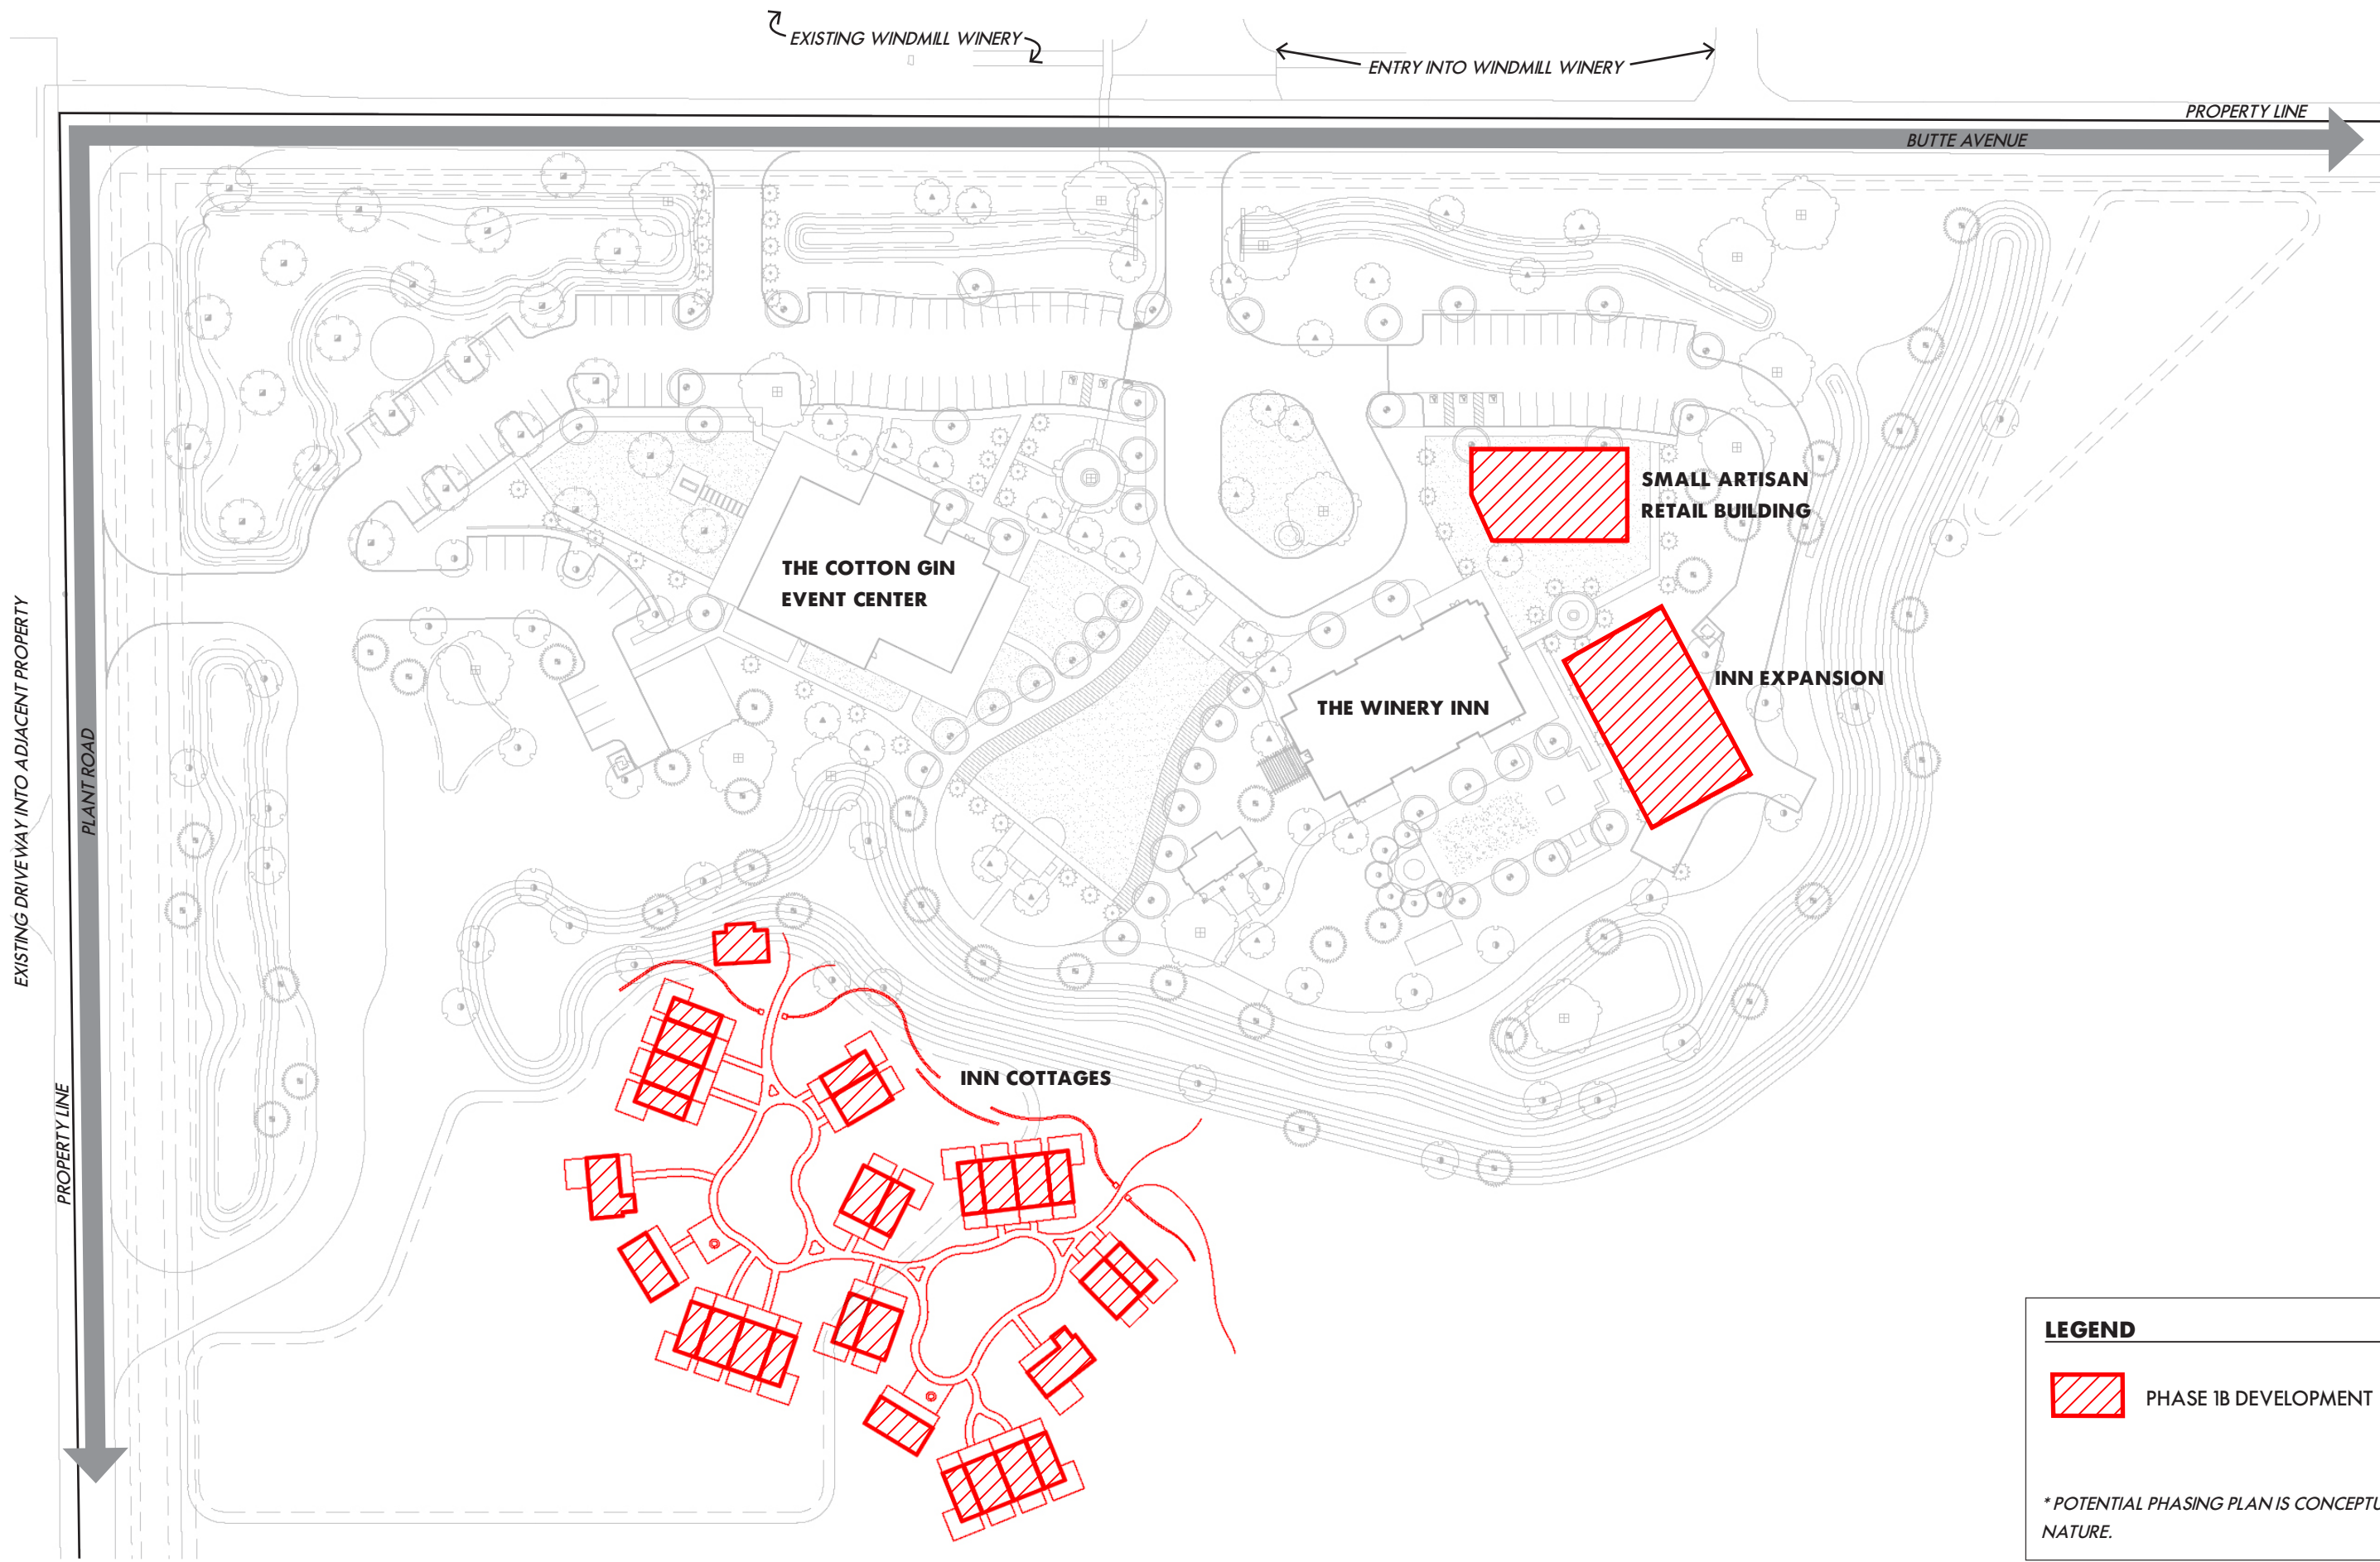 EXISTING WINDMILL WINERY
ENTRY INTO WINDMILL WINERY
PROPERTY LINE
BUTTE AVENUE
SMALL ARTISAN
RETAIL BUILDING
THE COTTON GIN
EVENT CENTER
INN EXPANSION
THE WINERY INN
EXISTING DRIVEWAY INTO ADJACENT PROPERTY
PLANT ROAD
PROPERTY LINE
INN COTTAGES
LEGEND
PHASE 1B DEVELOPMENT
* POTENTIAL PHASING PLAN IS CONCEPTU
NATURE.